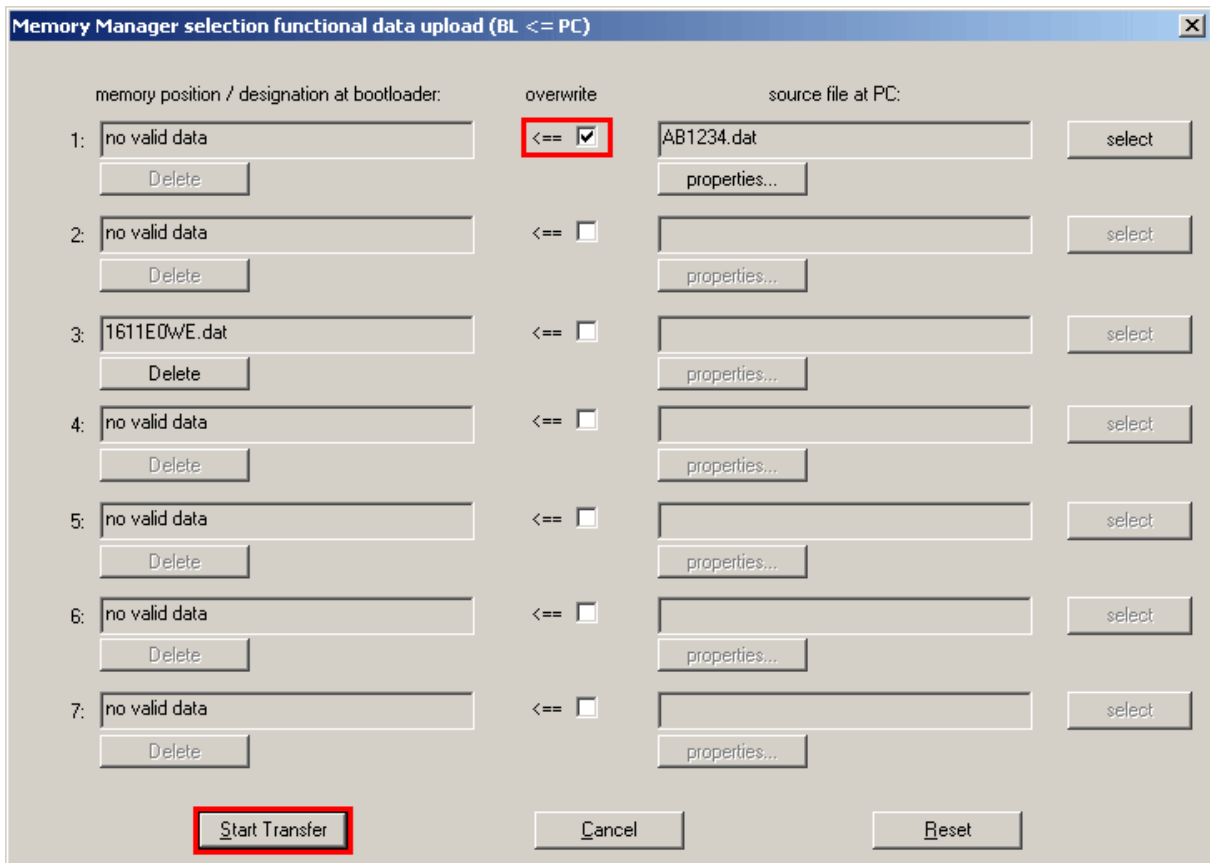 Memory Manager selection functional data upload (BL <= PC)
memory position / designation at bootloader: overwrite source file at PC:
1: no valid data <== AB1234.dat select
Delete properties...
2: no valid data <== select
Delete properties...
3: 1611E0WE.dat <== select
Delete properties...
4: no valid data <== select
Delete properties...
5: no valid data <== select
Delete properties...
6: no valid data <== select
Delete properties...
7: no valid data <== select
Delete properties...
Start Transfer Cancel Reset